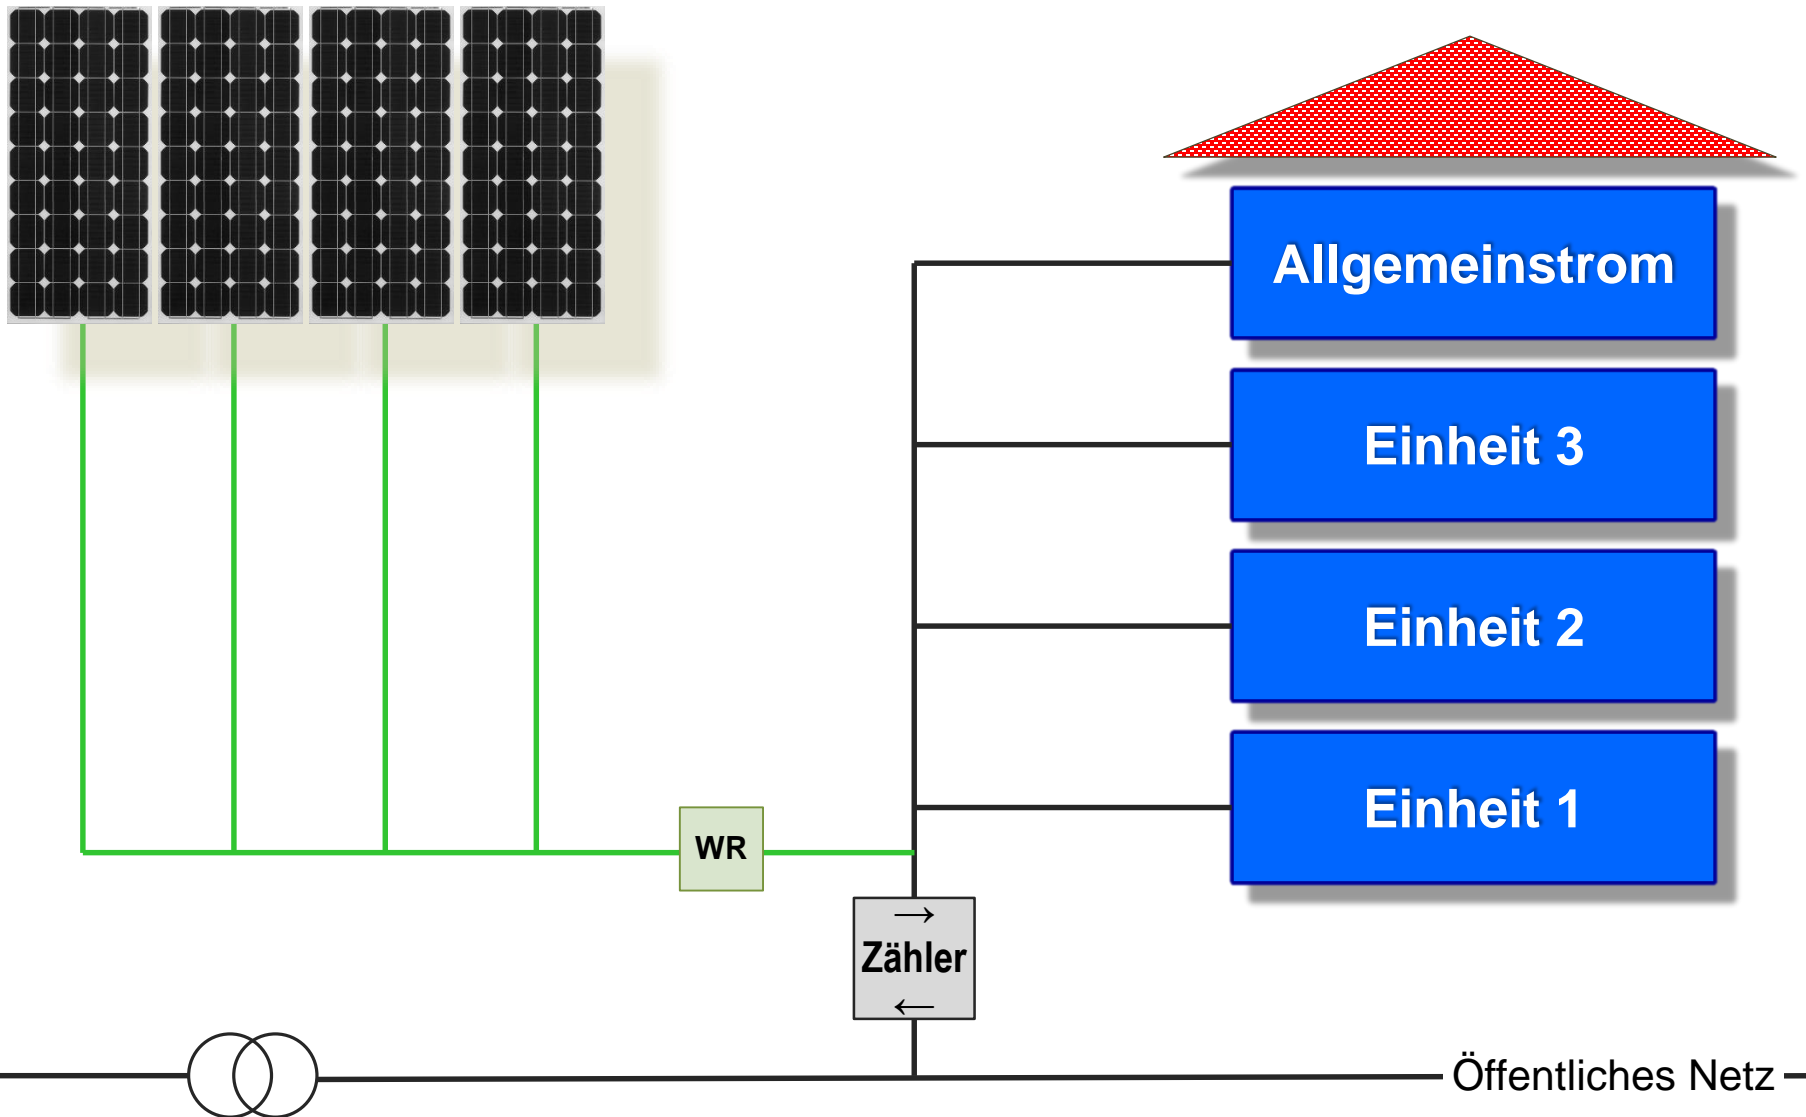 Allgemeinstrom
Einheit 3
Einheit 2
Einheit 1
WR
→
Zähler
←
Öffentliches Netz